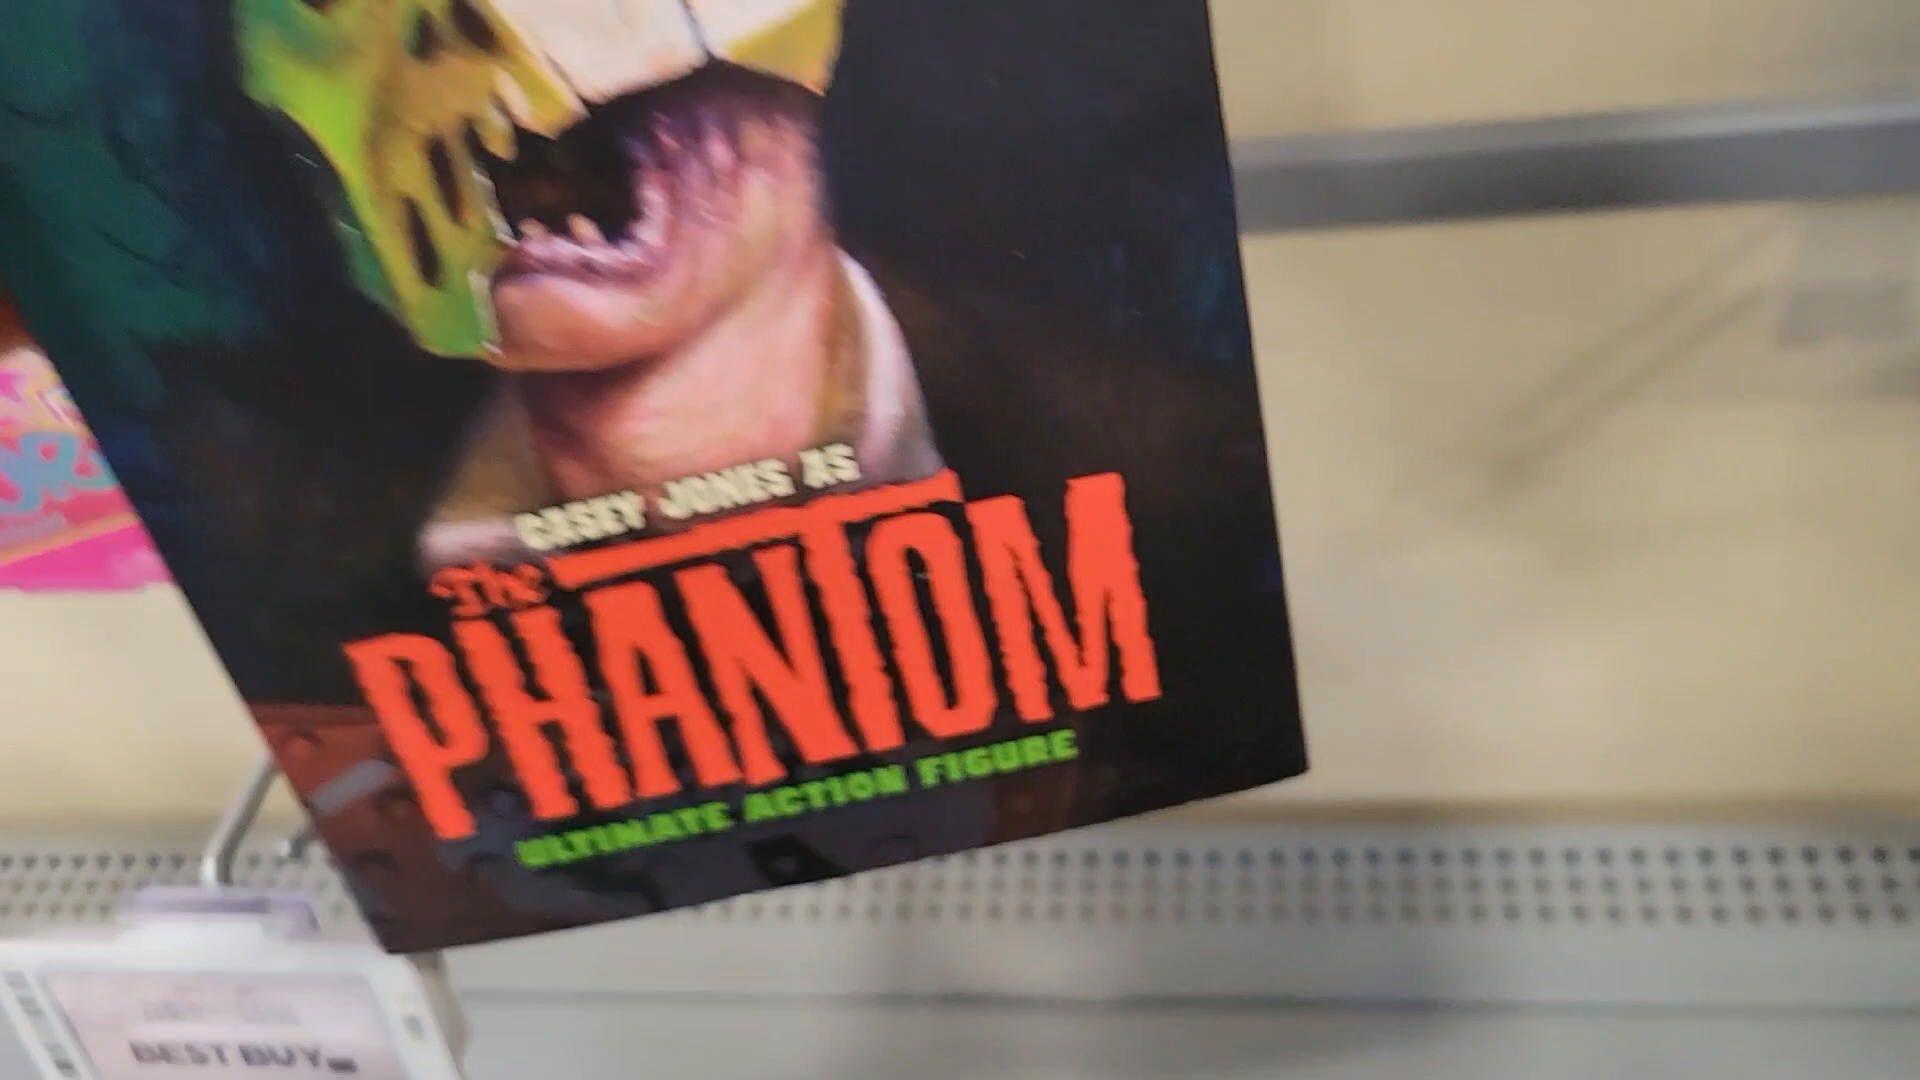 CASEY JONES AS
The
PHANTOM
ULTIMATE ACTION FIGURE
BEST BUY